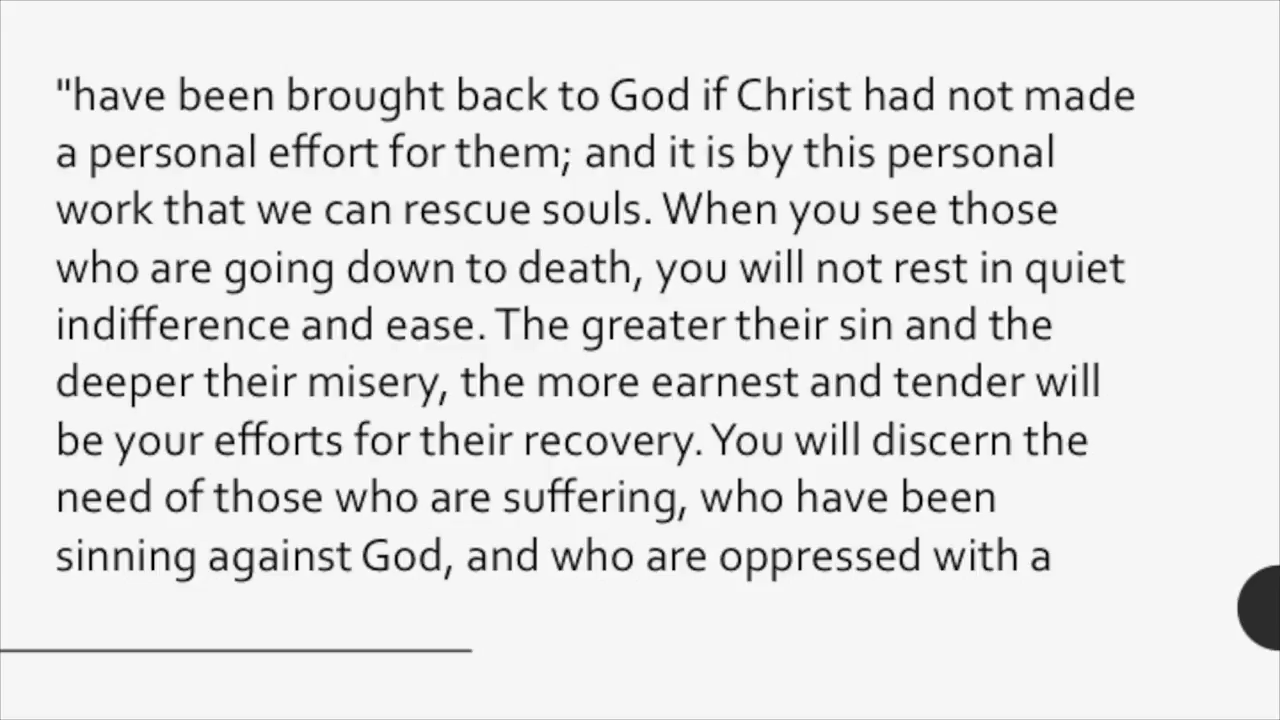 "have been brought back to God if Christ had not made
a personal effort for them; and it is by this personal
work that we can rescue souls. When you see those
who are going down to death, you will not rest in quiet
indifference and ease. The greater their sin and the
deeper their misery, the more earnest and tender will
be your efforts for their recovery. You will discern the
need of those who are suffering, who have been
sinning against God, and who are oppressed with a